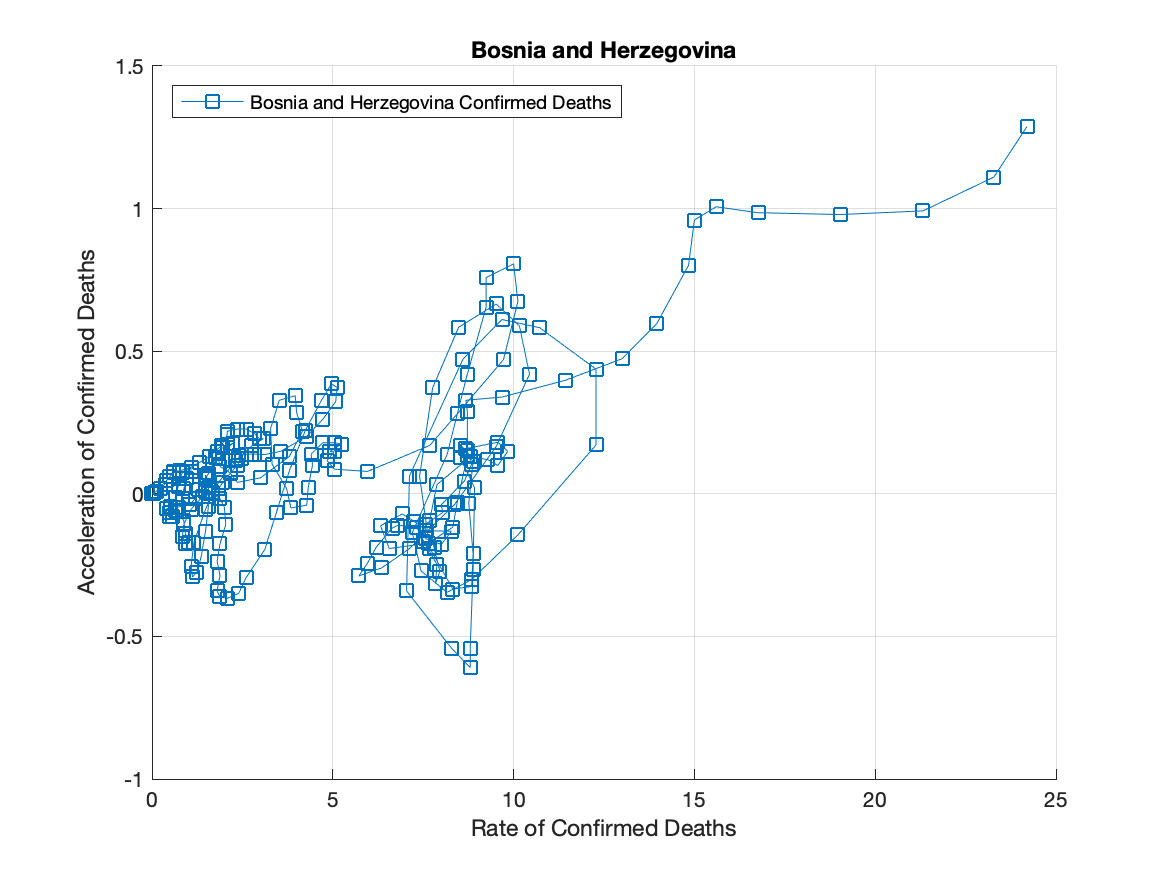 Bosnia and Herzegovina
1.5
Bosnia and Herzegovina Confirmed Deaths
1
0.5
0
-0.5
-1
Acceleration of Confirmed Deaths
0 5 10 15 20 25
Rate of Confirmed Deaths